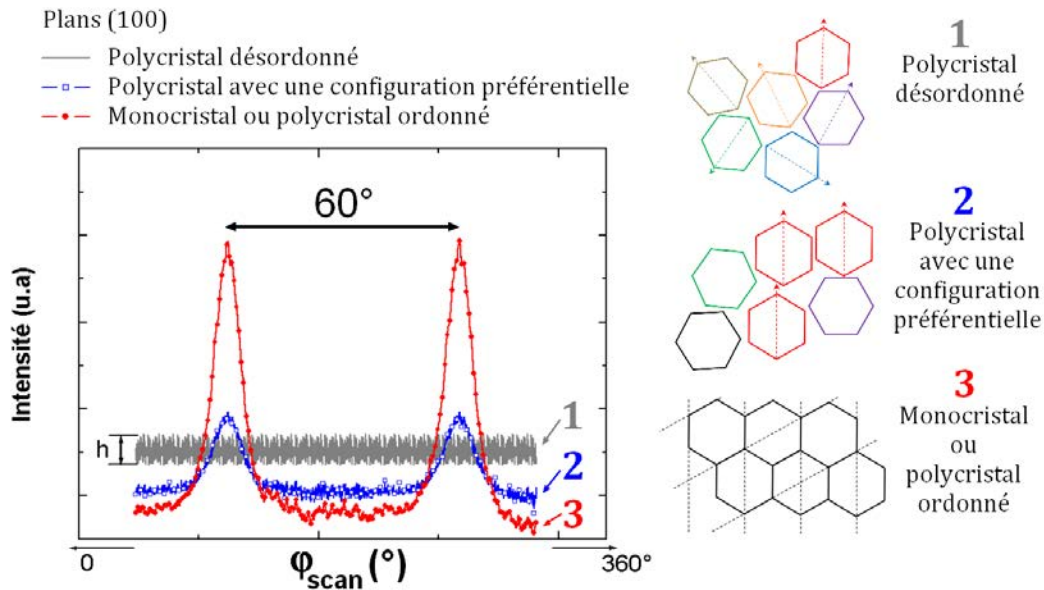 Plans (100)
Polycristal désordonné
Polycristal avec une configuration préférentielle
Monocristal ou polycristal ordonné
Intensité (u.a)
60°
h
1
2
3
0
φscan (°)
360°
1
Polycristal
désordonné
2
Polycristal
avec une
configuration
préférentielle
3
Monocristal
ou
polycristal
ordonné